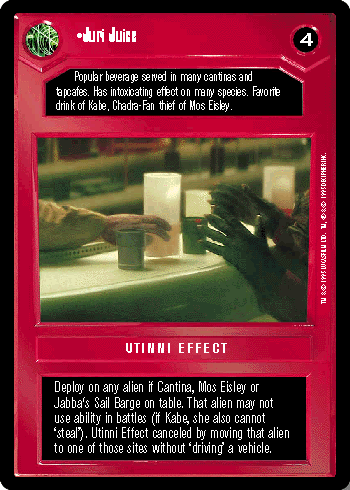 •Juri Juice
4
Popular beverage served in many cantinas and
tapcafes. Has intoxicating effect on many species. Favorite
drink of Kabe, Chadra-Fan thief of Mos Eisley.
UTINNI EFFECT
Deploy on any alien if Cantina, Mos Eisley or
Jabba's Sail Barge on table. That alien may not
use ability in battles (if Kabe, she also cannot
'steal'). Utinni Effect canceled by moving that alien
to one of those sites without 'driving' a vehicle.